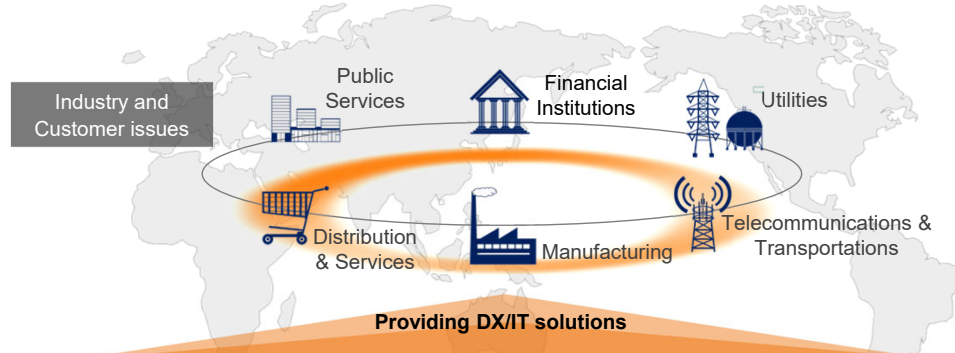 Industry and
Customer issues
Public
Services
Financial
Institutions
Utilities
Distribution
& Services
Manufacturing
Telecommunications &
Transportations
Providing DX/IT solutions